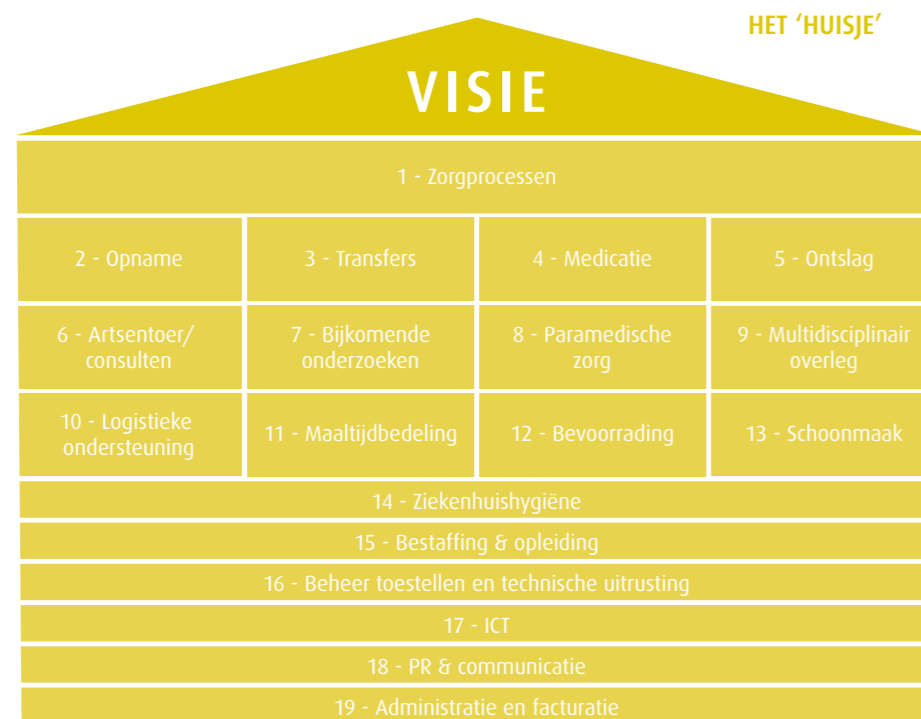 HET ‘HUISJE’
VISIE
1 - Zorgprocessen
2 - Opname
3 - Transfers
4 - Medicatie
5 - Ontslag
6 - Artsentoer/
consulten
7 - Bijkomende
onderzoeken
8 - Paramedische
zorg
9 - Multidisciplinair
overleg
10 - Logistieke
ondersteuning
11 - Maaltijdbedeling
12 - Bevoorrading
13 - Schoonmaak
14 - Ziekenhuishygiëne
15 - Bestaffing & opleiding
16 - Beheer toestellen en technische uitrusting
17 - ICT
18 - PR & communicatie
19 - Administratie en facturatie